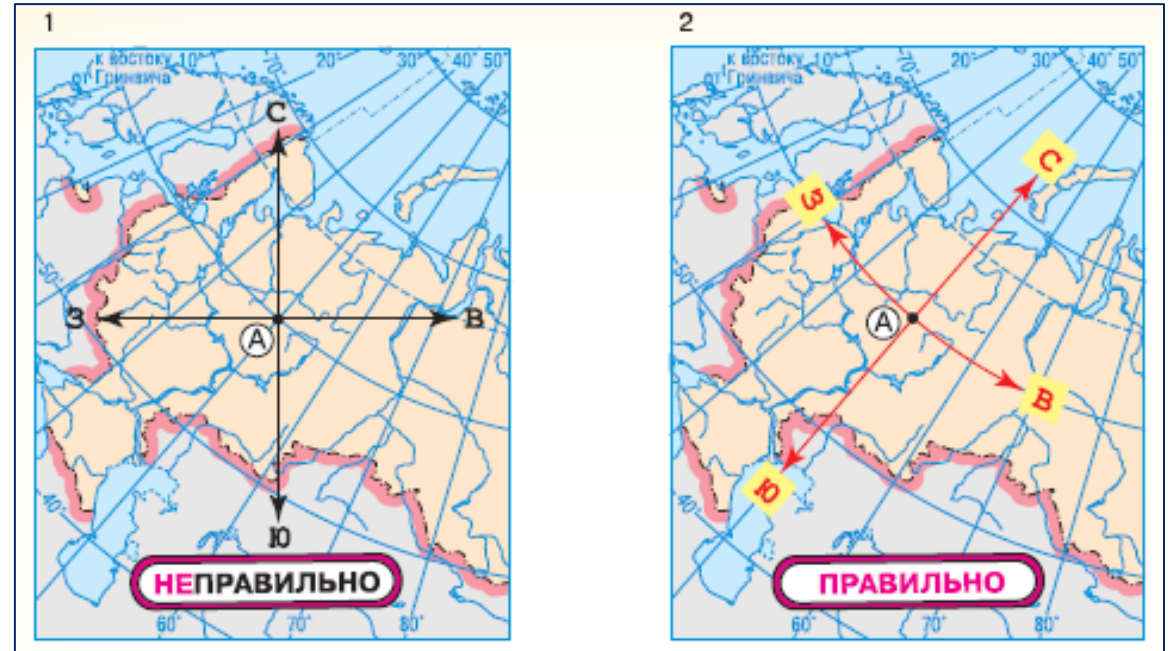 1
к востоку 10° 20° 30° 40° 50°
от Гринвича
70°
С
50°
З
А
В
40°
Ю
НЕПРАВИЛЬНО
60° 70° 80°
2
к востоку 10° 20° 30° 40° 50°
от Гринвича
70°
С
З
50°
А
В
Ю
40°
ПРАВИЛЬНО
60° 70° 80°